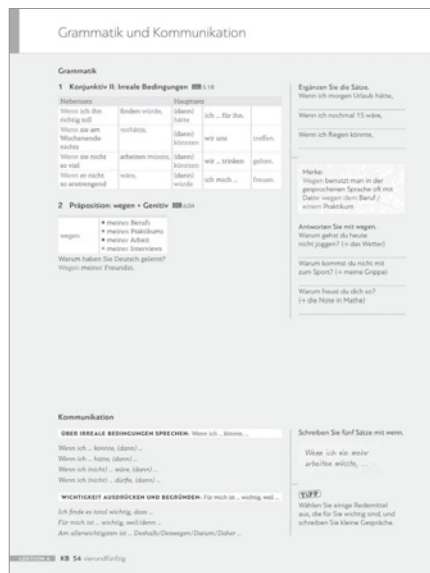 Grammatik und Kommunikation
Grammatik
1 Konjunktiv II: Irreale Bedingungen 5.18
Nebensatz Hauptsatz
Wenn ich ihn richtig toll finden würde, (dann) hätte ich ... für ihn.
Wenn sie am Wochenende nichts vorhätte, (dann) könnten wir uns treffen.
Wenn sie nicht so viel arbeiten müsste, (dann) könnten wir ... trinken gehen.
Wenn er nicht so anstrengend wäre, (dann) würde ich mich ... freuen.
2 Präposition: wegen + Genitiv 6.04
wegen
• meines Berufs
• meines Praktikums
• meiner Arbeit
• meiner Interviews
Warum haben Sie Deutsch gelernt?
Wegen meiner Freundin.
Ergänzen Sie die Sätze.
Wenn ich morgen Urlaub hätte,
Wenn ich nochmal 15 wäre,
Wenn ich fliegen könnte,
Merke:
Wegen benutzt man in der
gesprochenen Sprache oft mit
Dativ: wegen dem Beruf /
einem Praktikum
Antworten Sie mit wegen.
Warum gehst du heute
nicht joggen? (+ das Wetter)
Warum kommst du nicht mit
zum Sport? (+ meine Grippe)
Warum freust du dich so?
(+ die Note in Mathe)
Kommunikation
ÜBER IRREALE BEDINGUNGEN SPRECHEN: Wenn ich ... könnte, ...
Wenn ich ... könnte, (dann) ...
Wenn ich ... hätte, (dann) ...
Wenn ich (nicht) ... wäre, (dann) ...
Wenn ich (nicht) ... dürfte, (dann) ...
WICHTIGKEIT AUSDRÜCKEN UND BEGRÜNDEN: Für mich ist ... wichtig, weil ...
Ich finde es total wichtig, dass ...
Für mich ist ... wichtig, weil/denn ...
Am allerwichtigsten ist ... Deshalb/Deswegen/Darum/Daher ...
Schreiben Sie fünf Sätze mit wenn.
Wenn ich nie mehr
arbeiten müsste, ...
TIPP
Wählen Sie einige Redemittel
aus, die für Sie wichtig sind, und
schreiben Sie kleine Gespräche.
LEKTION 4 KB 54 vierundfünfzig